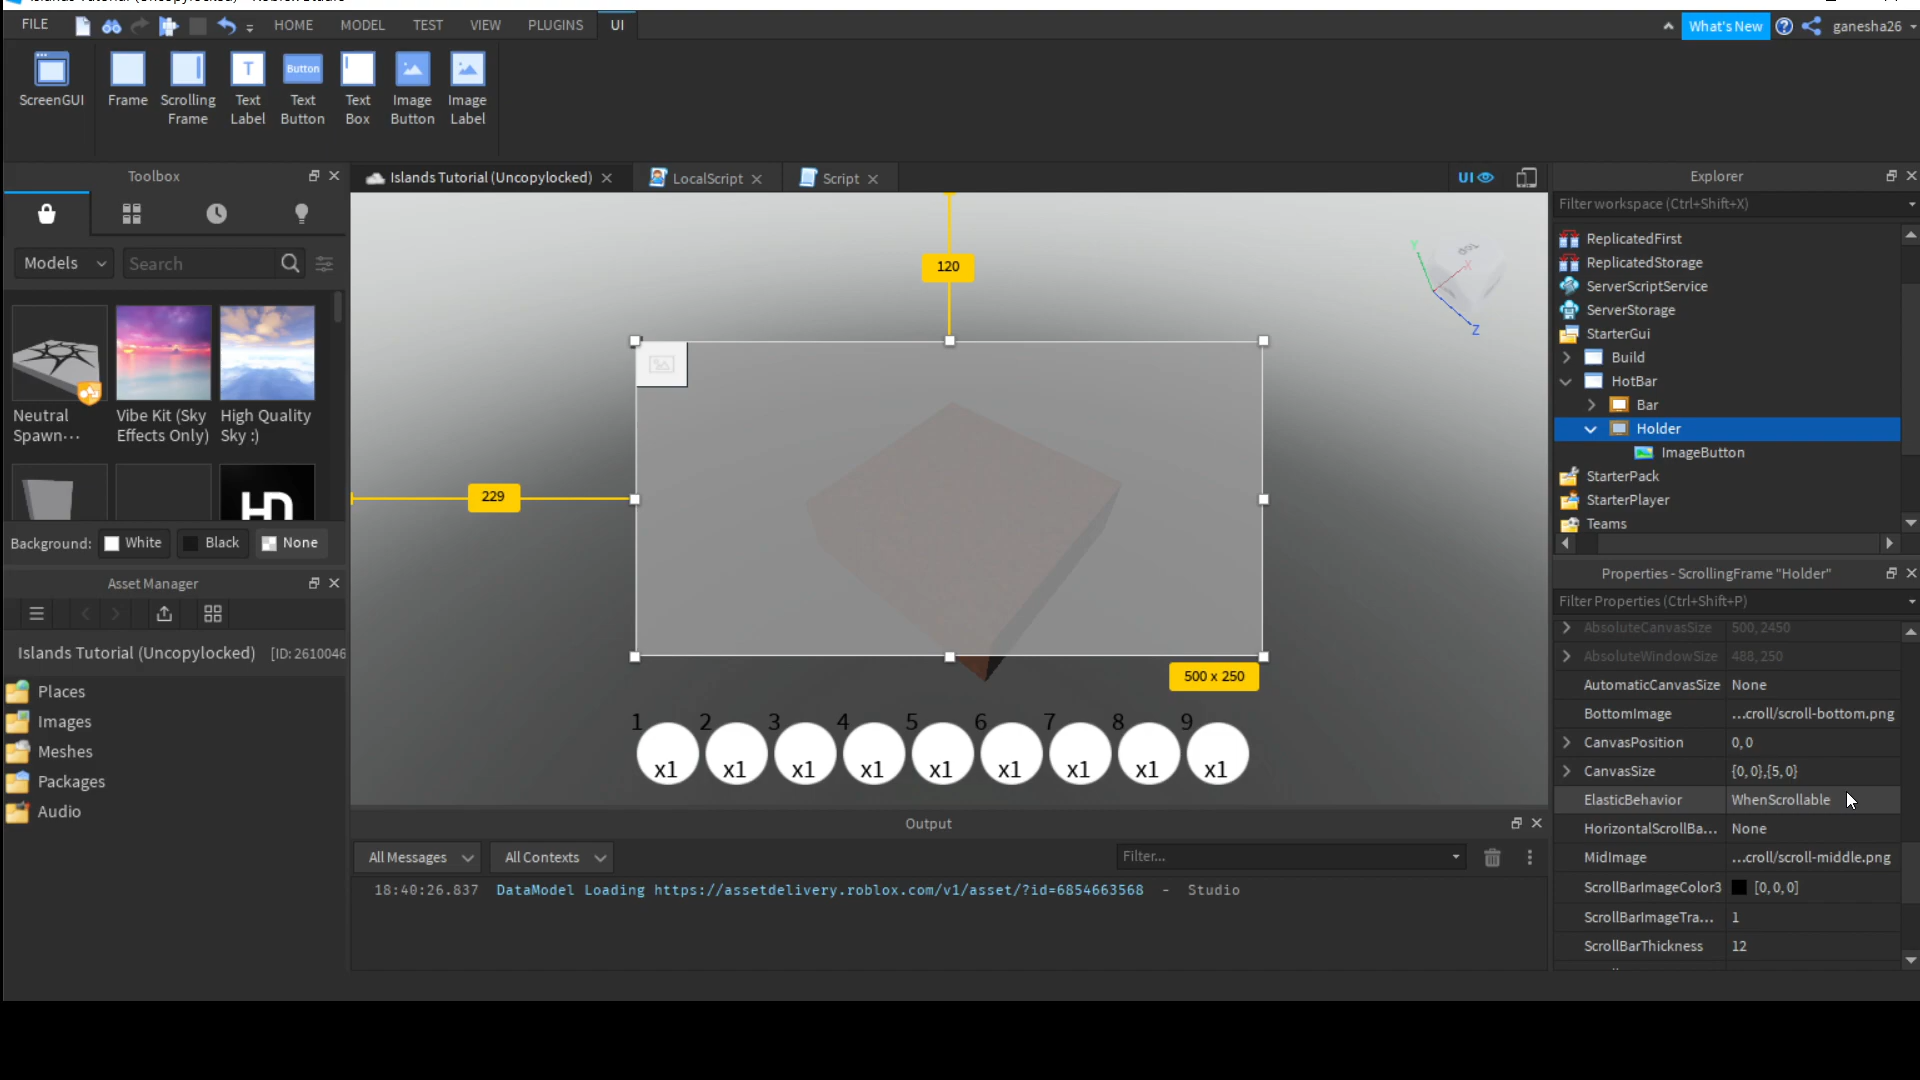 FILE
HOME
MODEL
TEST
VIEW
PLUGINS
UI
What's New
ganesha26
ScreenGUI
Frame
Scrolling
Frame
Text
Label
Button
Text
Button
Text
Box
Image
Button
Image
Label
Toolbox
Models
Search
Neutral
Spawn···
Vibe Kit (Sky
Effects Only)
High Quality
Sky :)
Background:
White
Black
None
Asset Manager
Islands Tutorial (Uncopylocked) [ID: 2610046
Places
Images
Meshes
Packages
Audio
Islands Tutorial (Uncopylocked)
LocalScript
Script
UI
120
229
500 x 250
Y
X
Z
1 2 3 4 5 6 7 8 9
x1 x1 x1 x1 x1 x1 x1 x1 x1
Output
All Messages
All Contexts
Filter...
18:40:26.837 DataModel Loading https://assetdelivery.roblox.com/v1/asset/?id=6854663568 - Studio
Explorer
Filter workspace (Ctrl+Shift+X)
ReplicatedFirst
ReplicatedStorage
ServerScriptService
ServerStorage
StarterGui
Build
HotBar
Bar
Holder
ImageButton
StarterPack
StarterPlayer
Teams
Properties - ScrollingFrame "Holder"
Filter Properties (Ctrl+Shift+P)
AbsoluteCanvasSize 500, 2450
AbsoluteWindowSize 488, 250
AutomaticCanvasSize None
BottomImage ...croll/scroll-bottom.png
CanvasPosition 0, 0
CanvasSize {0, 0},{5, 0}
ElasticBehavior WhenScrollable
HorizontalScrollBa... None
MidImage ...croll/scroll-middle.png
ScrollBarImageColor3 [0, 0, 0]
ScrollBarImageTra... 1
ScrollBarThickness 12